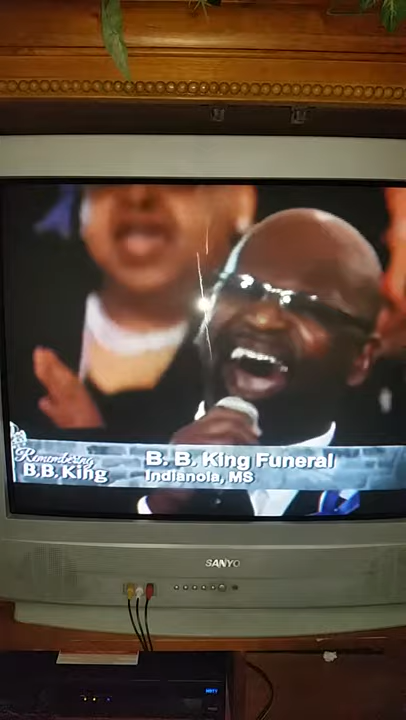 Remembering
B.B. King
B. B. King Funeral
Indianola, MS
SANYO